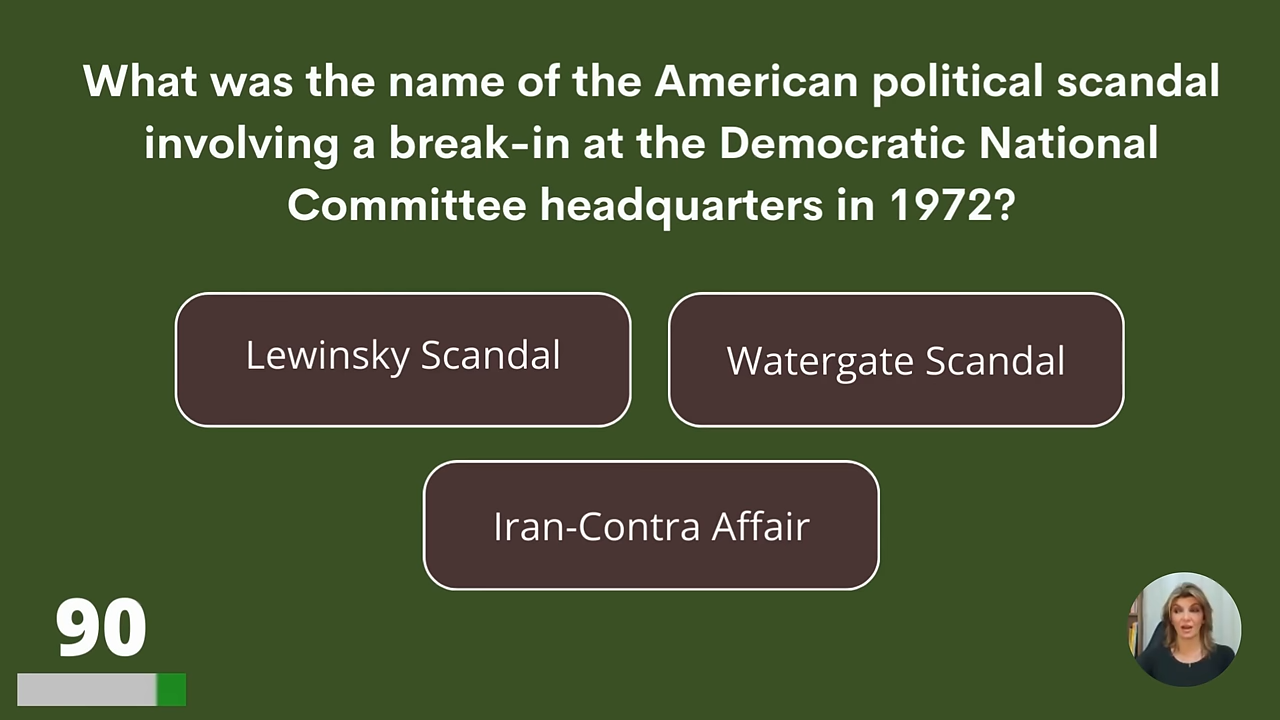 What was the name of the American political scandal
involving a break-in at the Democratic National
Committee headquarters in 1972?
Lewinsky Scandal
Watergate Scandal
Iran-Contra Affair
90